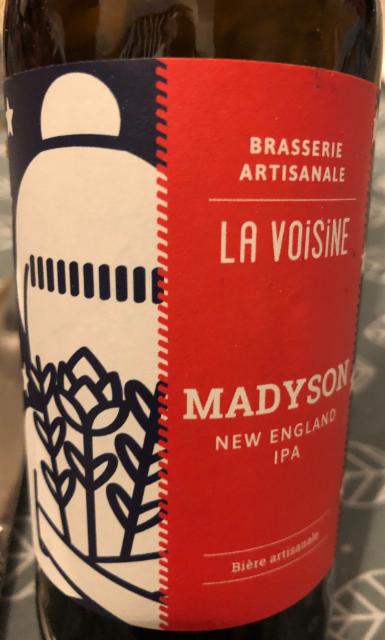 BRASSERIE
ARTISANALE
LA VOiSiNE
MADYSON
NEW ENGLAND
IPA
Bière artisanale